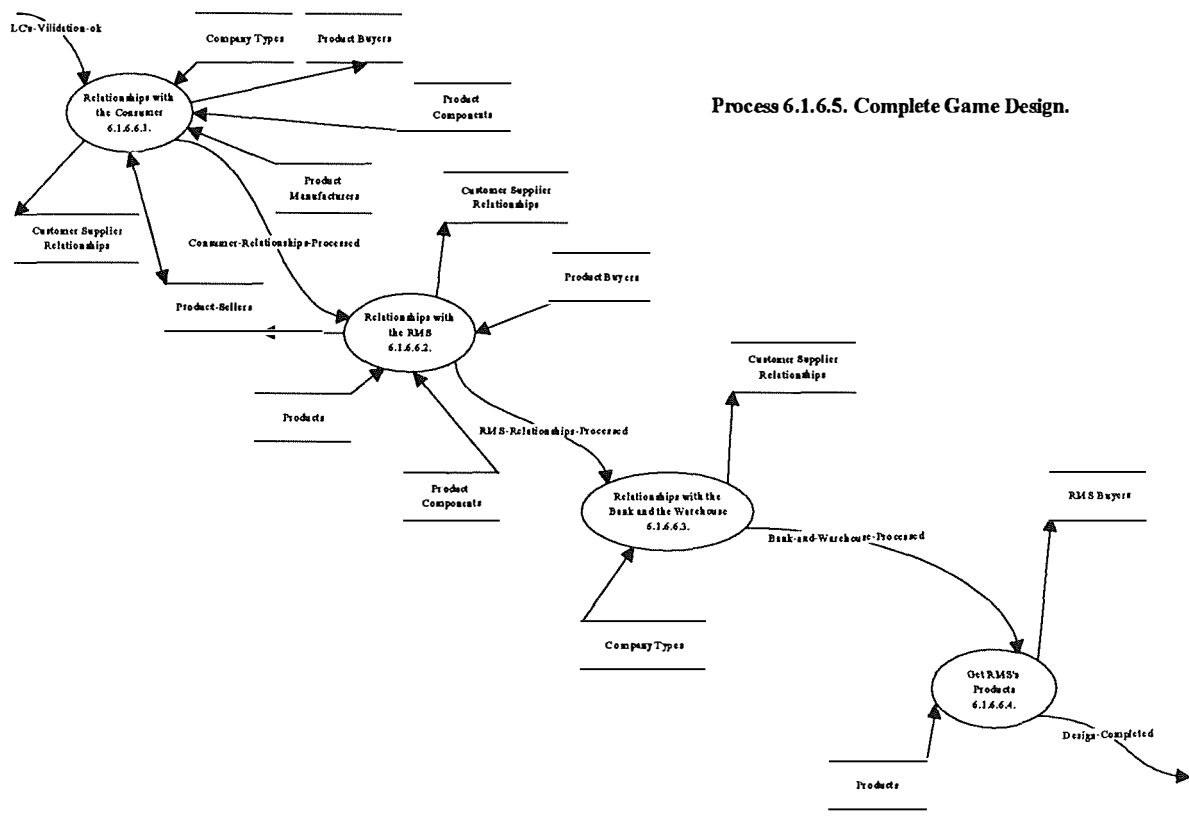 LC's-Vilidation-ok
Company Types
Product Buyers
Relationships with
the Consumer
6.1.6.6.1.
Product
Components
Process 6.1.6.5. Complete Game Design.
Product
Manufacturers
Customer Supplier
Relationships
Customer Supplier
Relationships
Consumer-Relationships-Processed
Product Buyers
Product-Sellers
Relationships with
the RMS
6.1.6.6.2.
Customer Supplier
Relationships
Products
RMS-Relationships-Processed
Product
Components
Relationships with the
Bank and the Warehouse
6.1.6.6.3.
RMS Buyers
Bank-and-Warehouse-Processed
Company Types
Get RMS's
Products
6.1.6.6.4.
Design-Completed
Products